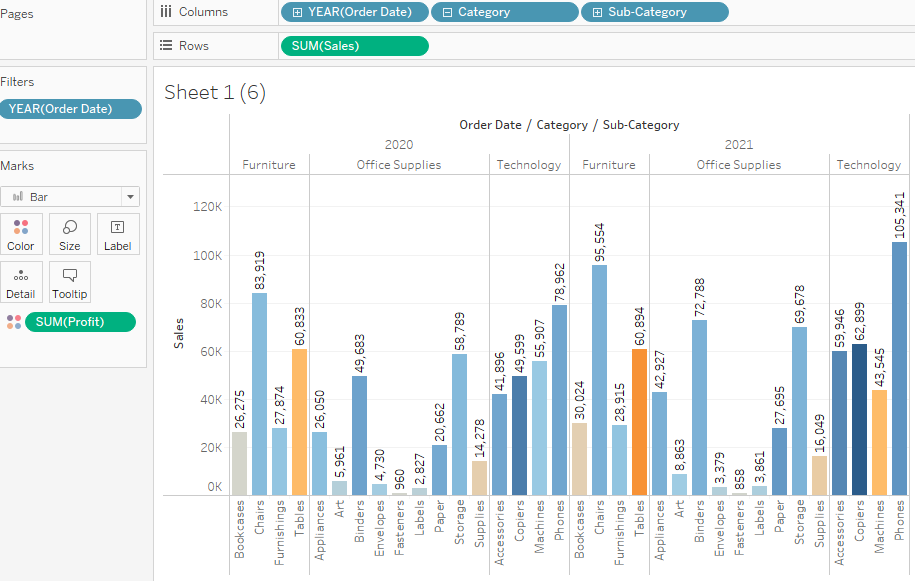 Pages
Columns
YEAR(Order Date)
Category
Sub-Category
Rows
SUM(Sales)
Filters
YEAR(Order Date)
Marks
Bar
Color
Size
Label
Detail
Tooltip
SUM(Profit)
Sheet 1 (6)
Order Date / Category / Sub-Category
2020
2021
Furniture
Office Supplies
Technology
Furniture
Office Supplies
Technology
Sales
120K
100K
80K
60K
40K
20K
0K
26,275
83,919
27,874
60,833
26,050
5,961
49,683
4,730
960
2,827
20,662
58,789
14,278
41,896
49,599
55,907
78,962
30,024
95,554
28,915
60,894
42,927
8,863
72,788
3,379
858
3,861
27,695
69,678
16,049
59,946
62,899
43,545
105,341
Bookcases
Chairs
Furnishings
Tables
Appliances
Art
Binders
Envelopes
Fasteners
Labels
Paper
Storage
Supplies
Accessories
Copiers
Machines
Phones
Bookcases
Chairs
Furnishings
Tables
Appliances
Art
Binders
Envelopes
Fasteners
Labels
Paper
Storage
Supplies
Accessories
Copiers
Machines
Phones